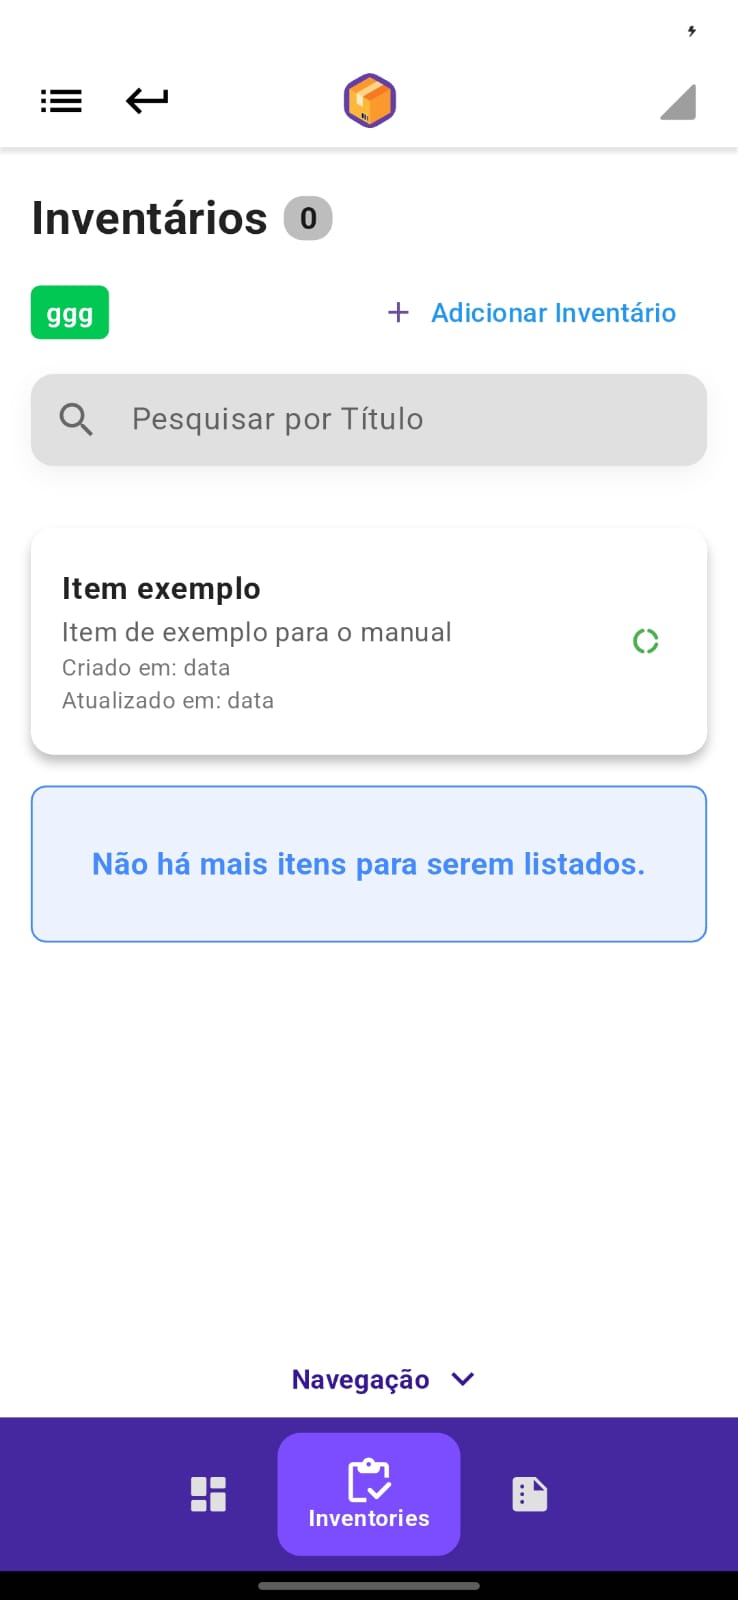 Inventários 0
ggg
+ Adicionar Inventário
Pesquisar por Título
Item exemplo
Item de exemplo para o manual
Criado em: data
Atualizado em: data
Não há mais itens para serem listados.
Navegação
Inventories